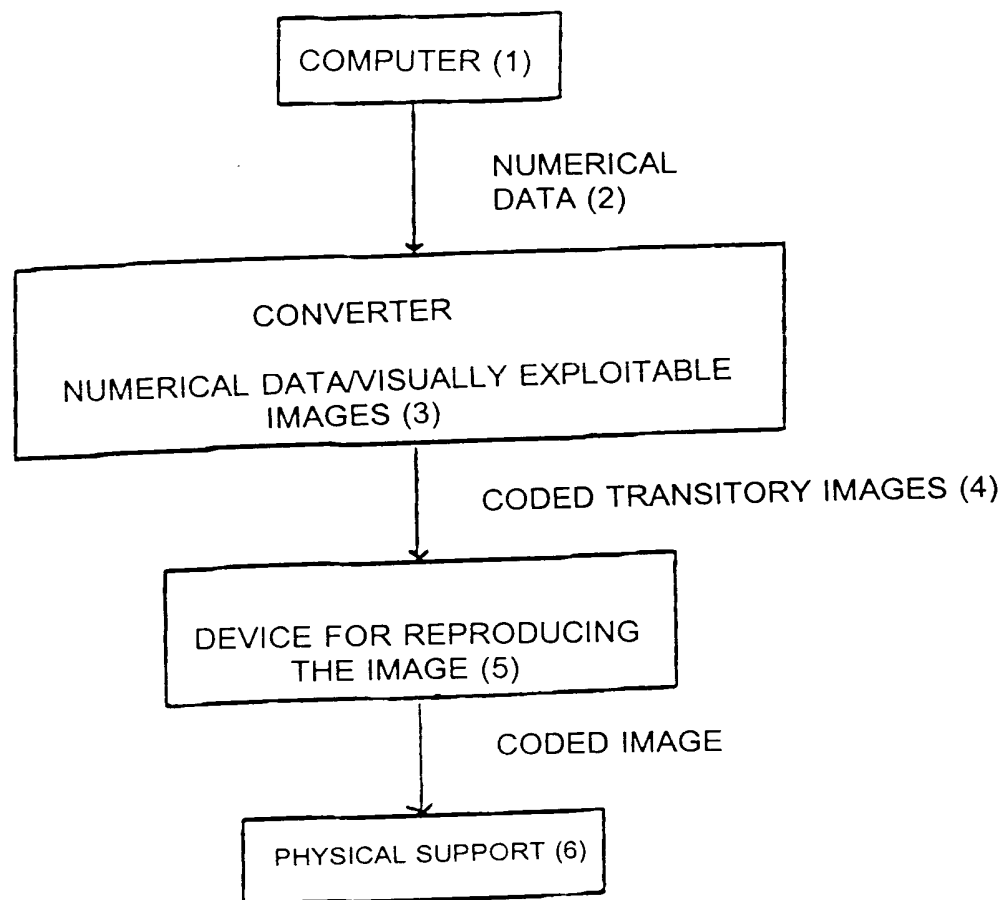 COMPUTER (1)
NUMERICAL
DATA (2)
CONVERTER
NUMERICAL DATA/VISUALLY EXPLOITABLE
IMAGES (3)
CODED TRANSITORY IMAGES (4)
DEVICE FOR REPRODUCING
THE IMAGE (5)
CODED IMAGE
PHYSICAL SUPPORT (6)